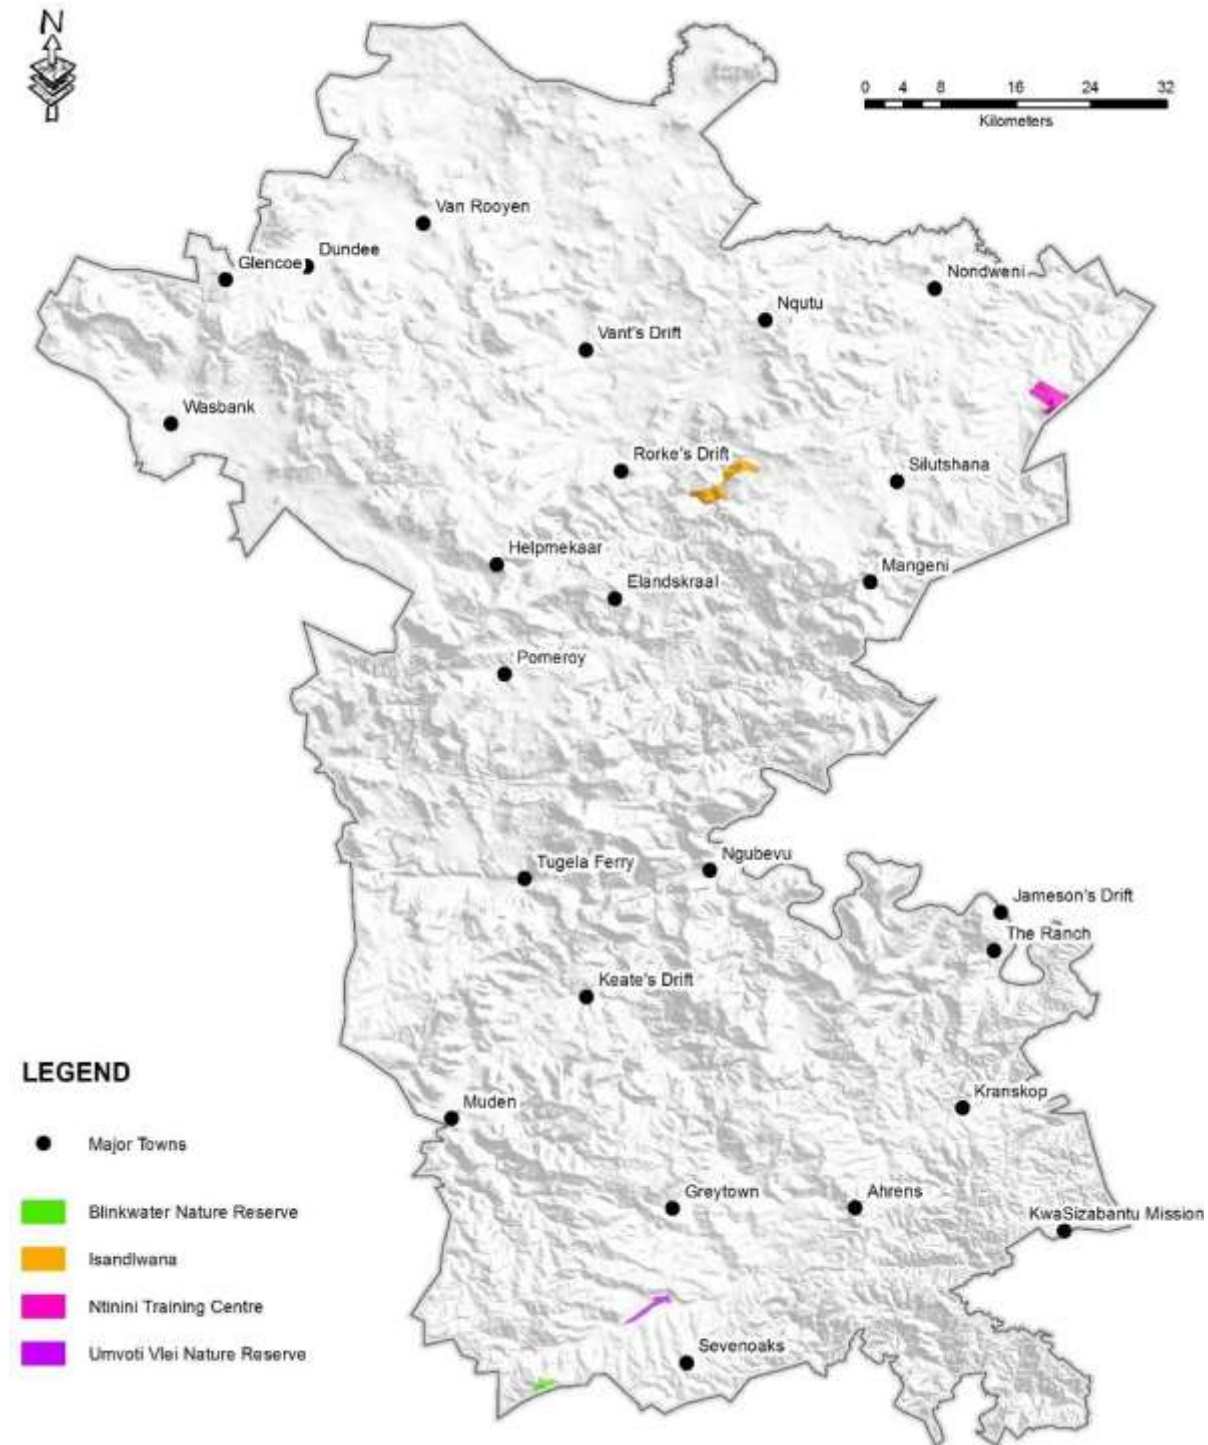 N
0 4 8 16 24 32
Kilometers
Van Rooyen
Dundee
Glencoe
Nondweni
Nqutu
Vant's Drift
Wasbank
Rorke's Drift
Silutshana
Helpmekaar
Mangeni
Elandskraal
Pomeroy
Ngubevu
Tugela Ferry
Jameson's Drift
The Ranch
Keate's Drift
Kranskop
Muden
Greytown
Ahrens
KwaSizabantu Mission
Sevenoaks
LEGEND
Major Towns
Blinkwater Nature Reserve
Isandlwana
Ntinini Training Centre
Umvoti Vlei Nature Reserve